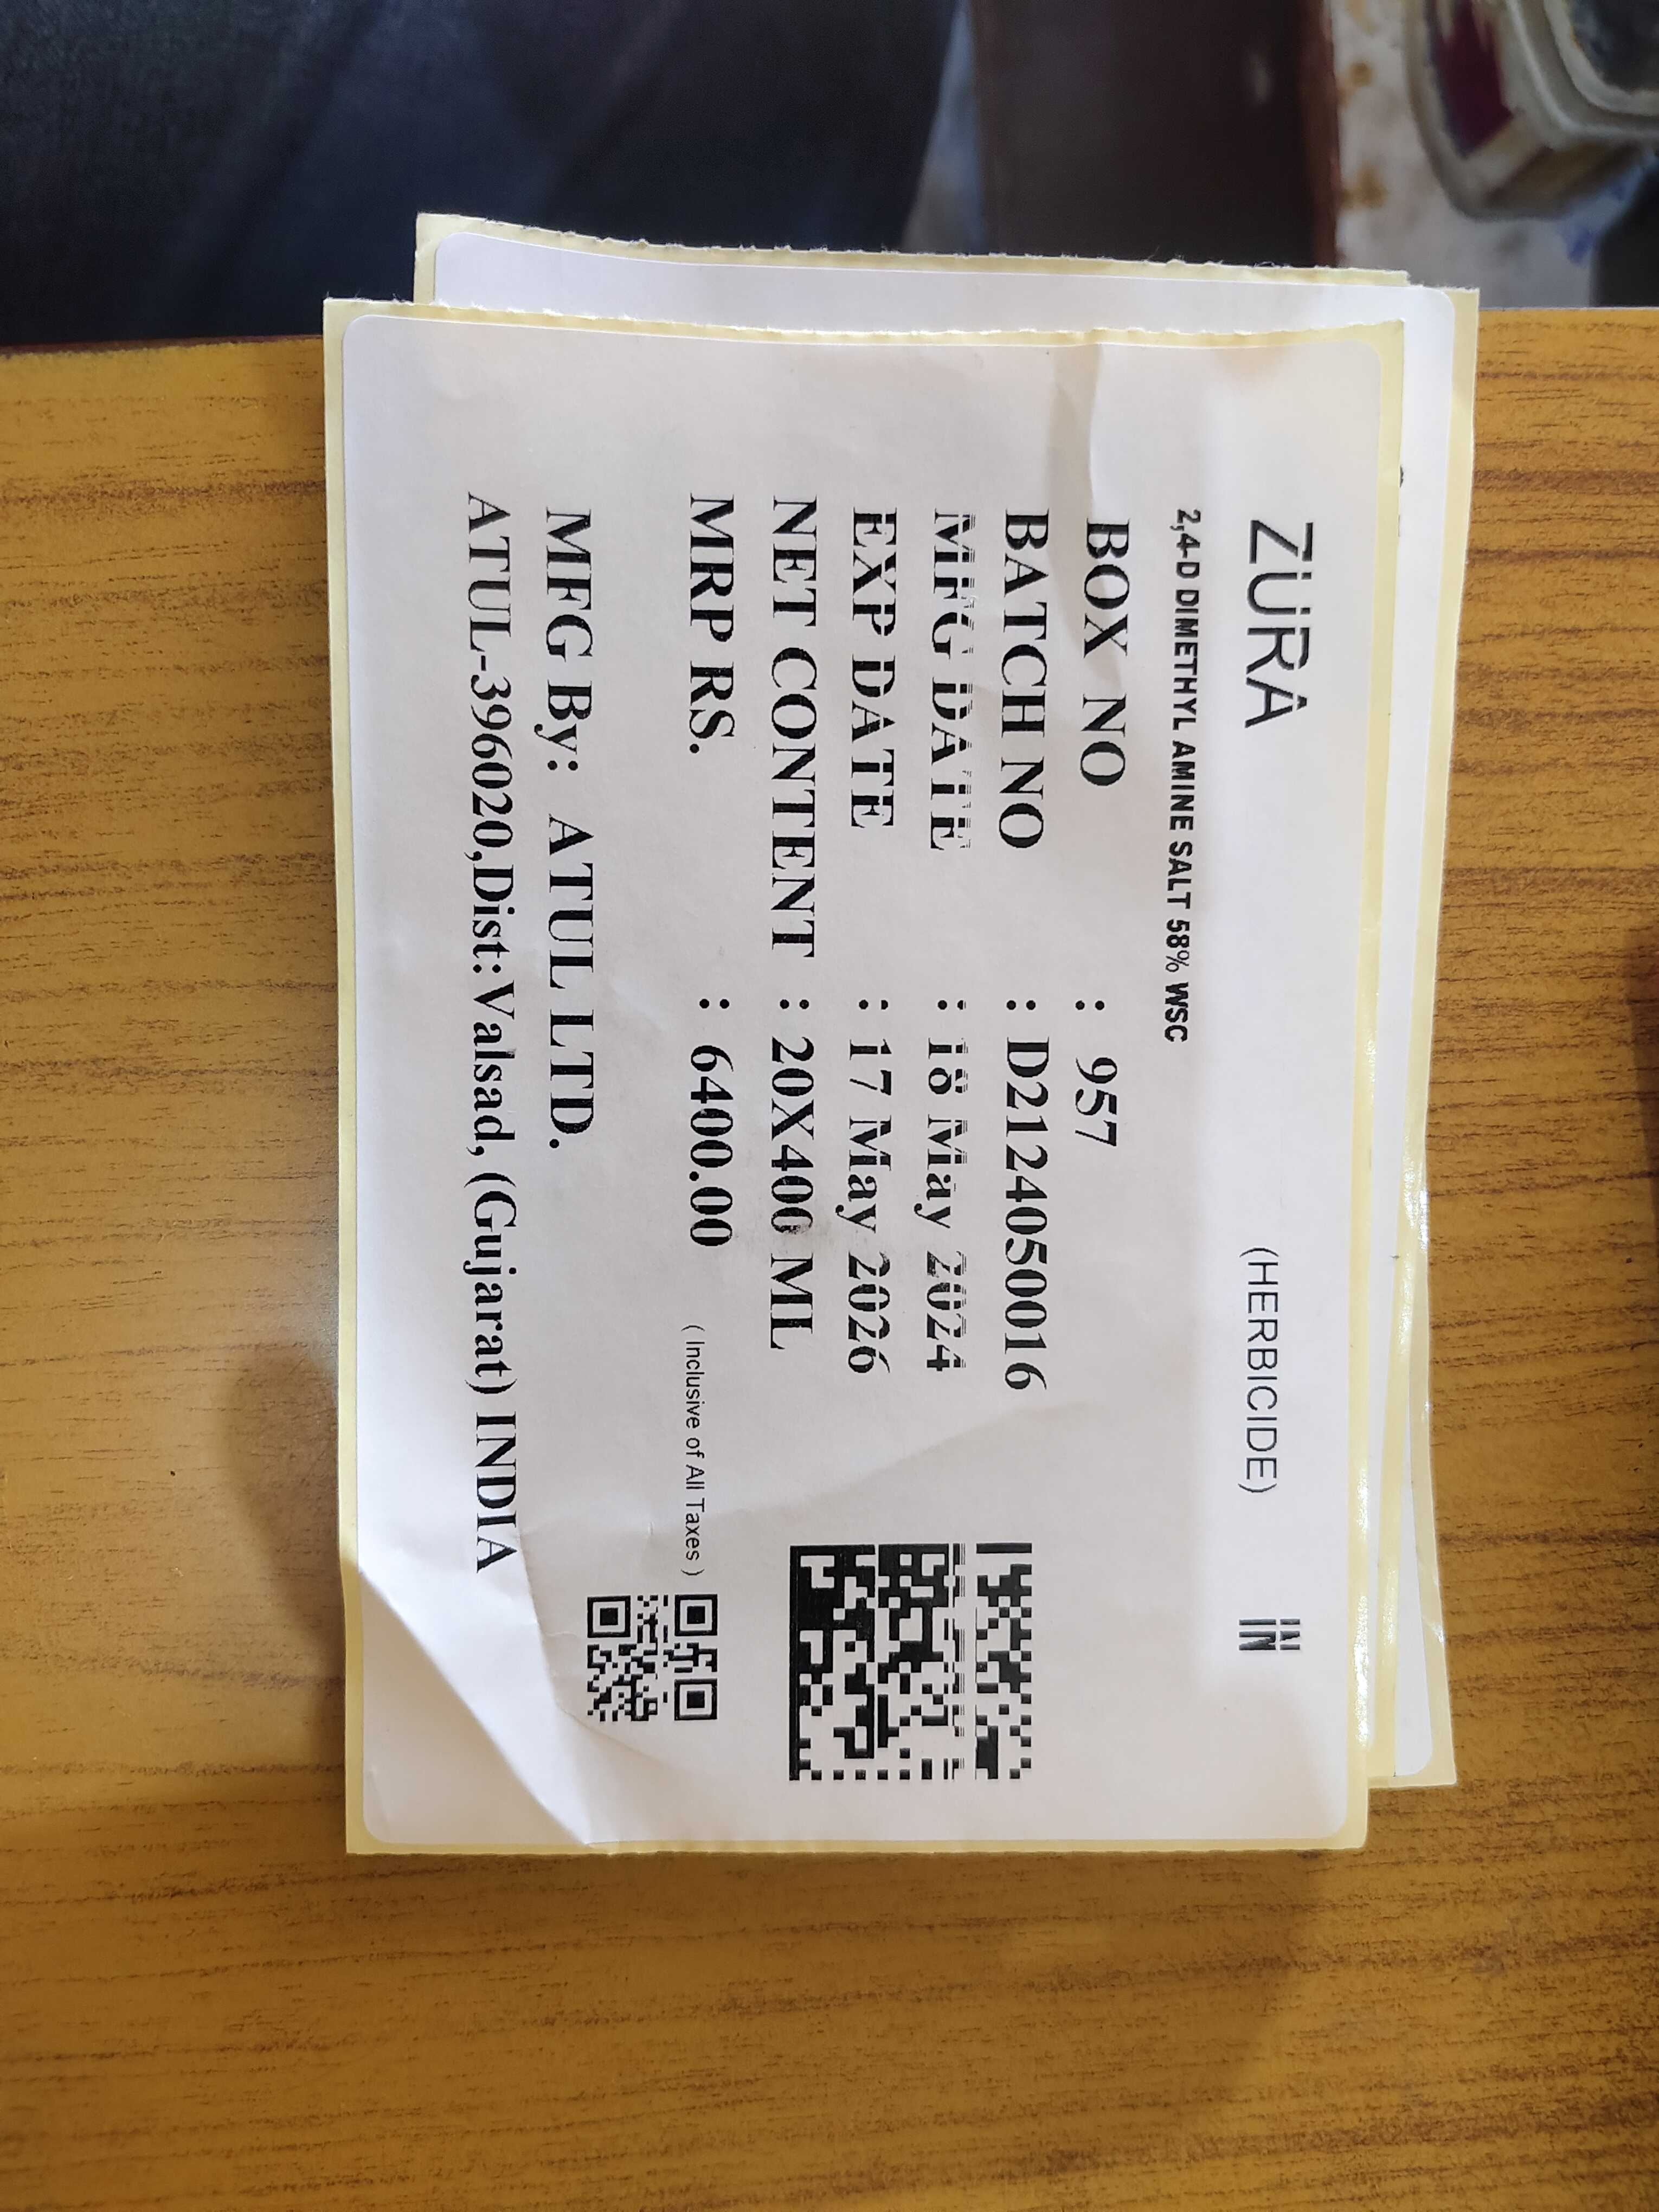 ZURA (HERBICIDE) IN
2,4-D DIMETHYL AMINE SALT 58% WSC
BOX NO : 957
BATCH NO : D2124050016
MFG DATE : 18 May 2024
EXP DATE : 17 May 2026
NET CONTENT : 20X400 ML
MRP RS. : 6400.00 ( Inclusive of All Taxes )
MFG By: ATUL LTD.
ATUL-396020,Dist:Valsad, (Gujarat) INDIA